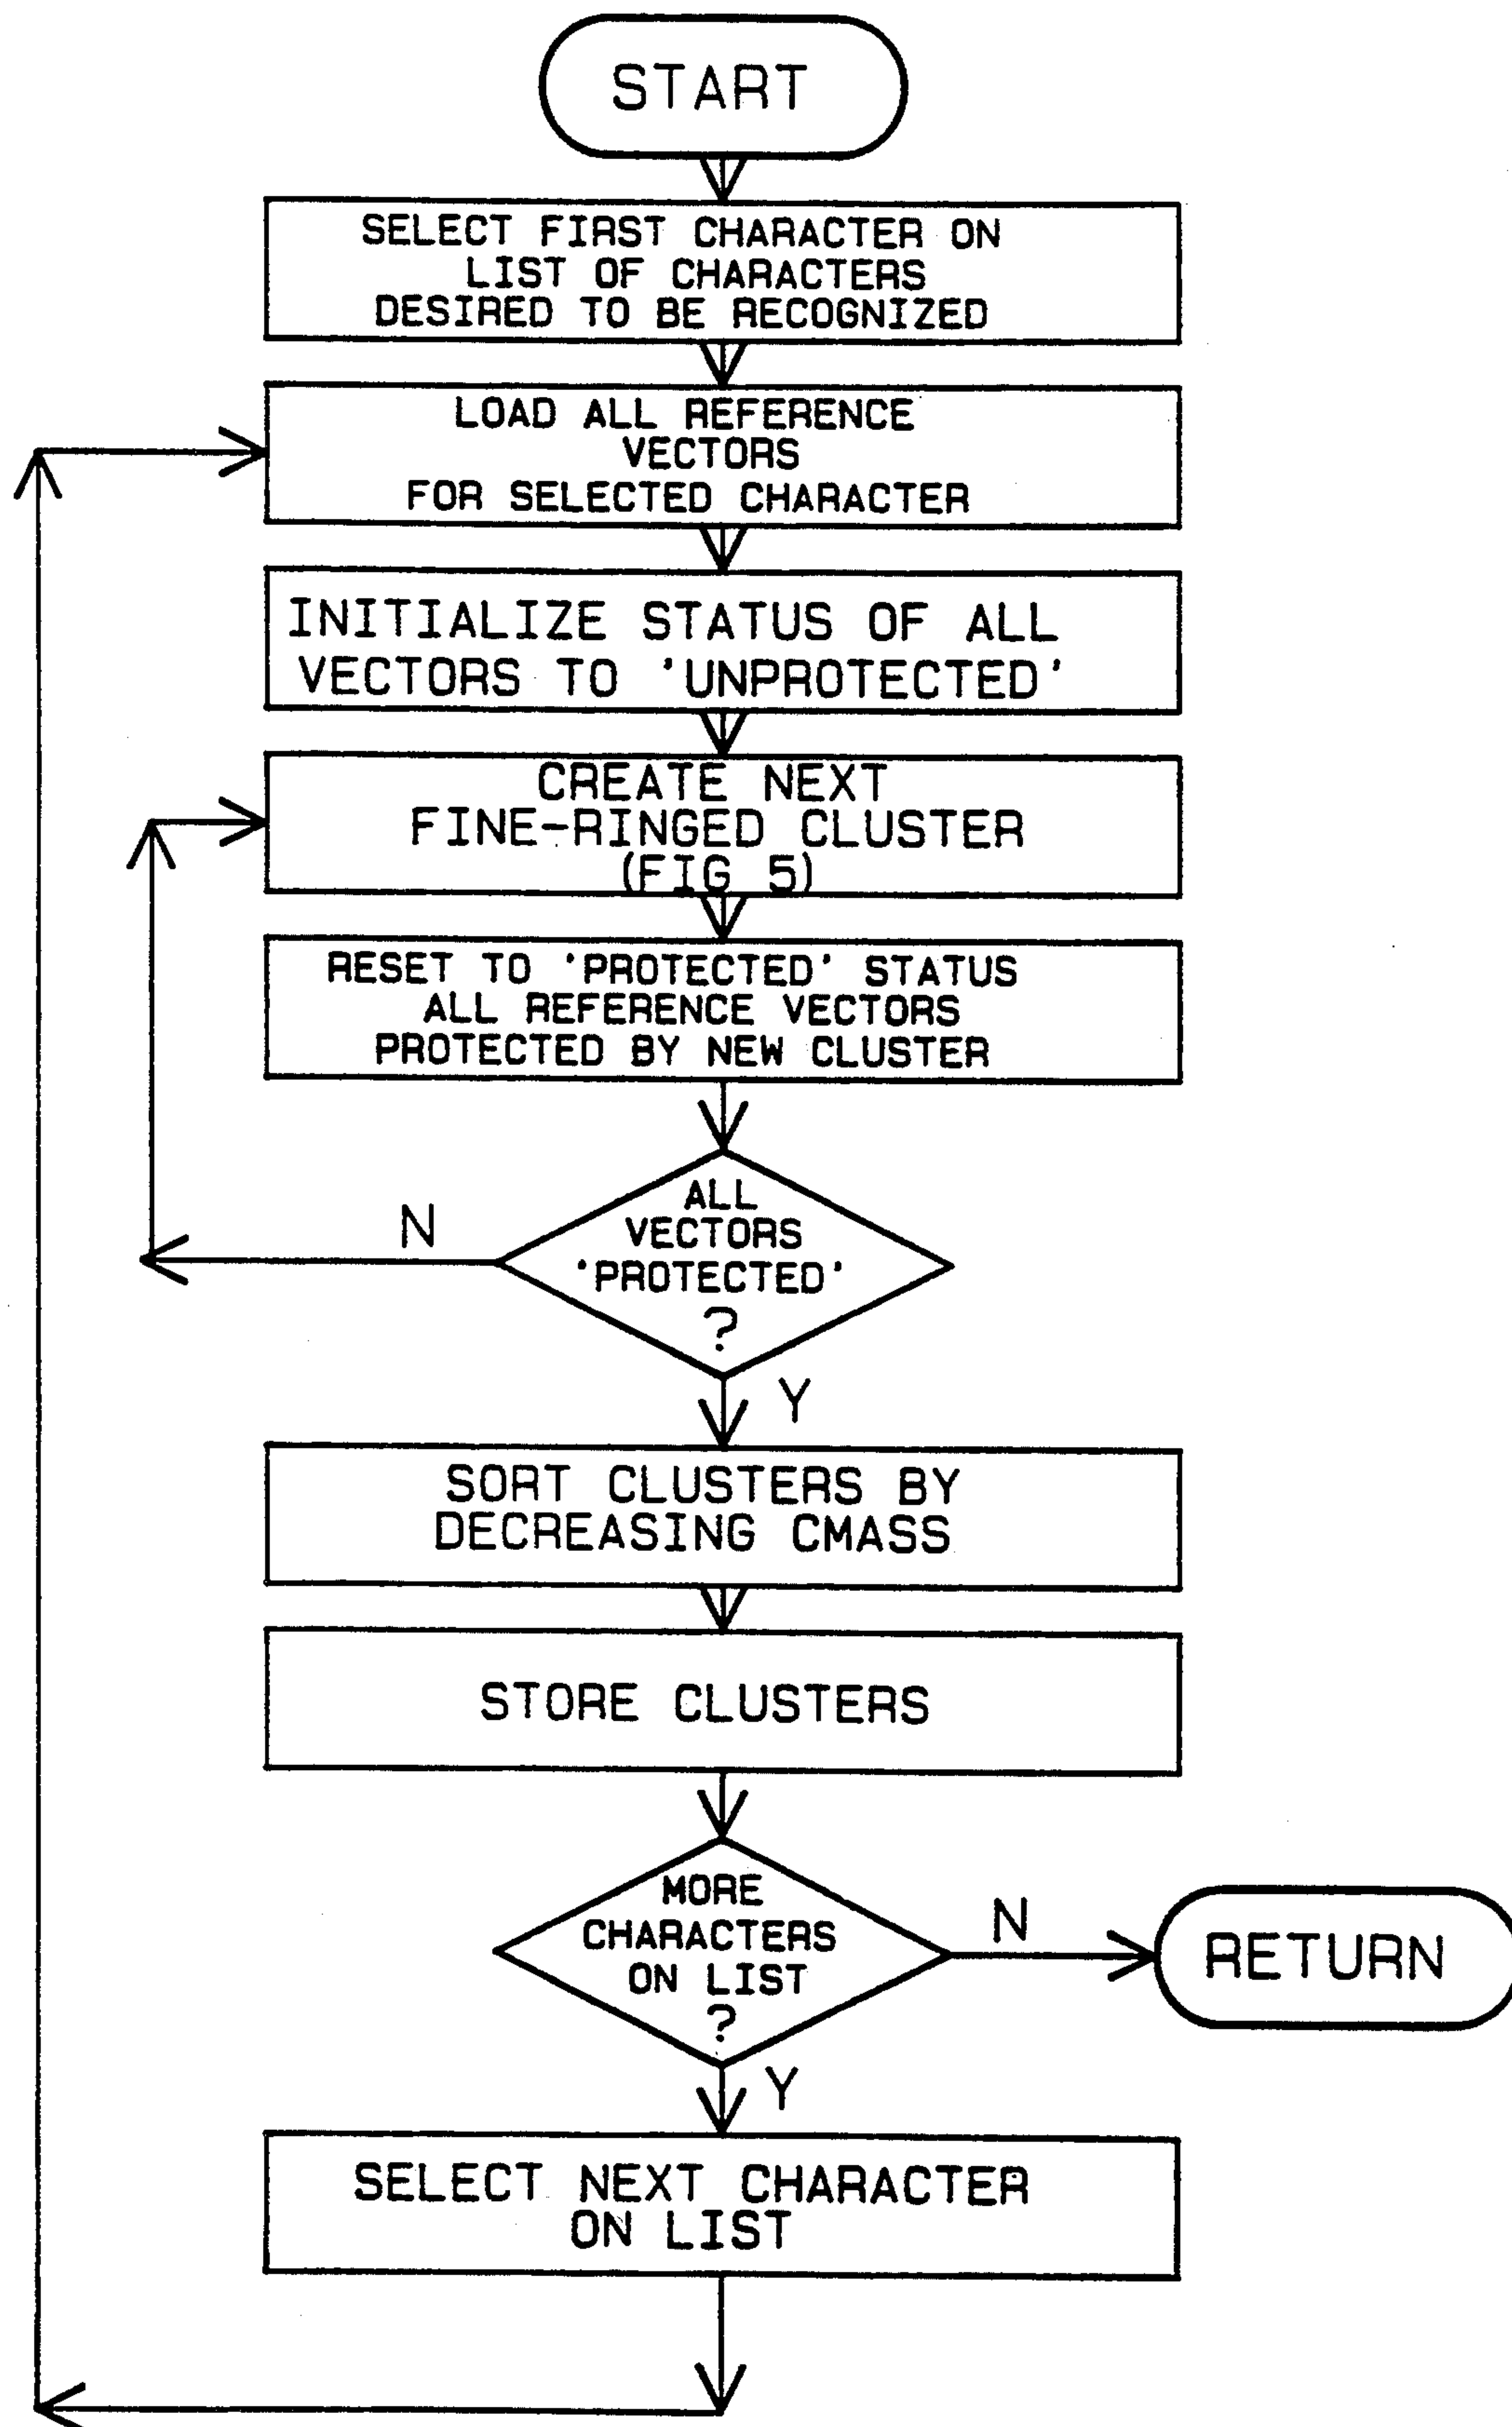 START
SELECT FIRST CHARACTER ON
LIST OF CHARACTERS
DESIRED TO BE RECOGNIZED
LOAD ALL REFERENCE
VECTORS
FOR SELECTED CHARACTER
INITIALIZE STATUS OF ALL
VECTORS TO 'UNPROTECTED'
CREATE NEXT
FINE-RINGED CLUSTER
(FIG 5)
RESET TO 'PROTECTED' STATUS
ALL REFERENCE VECTORS
PROTECTED BY NEW CLUSTER
ALL
VECTORS
'PROTECTED'
?
N
Y
SORT CLUSTERS BY
DECREASING CMASS
STORE CLUSTERS
MORE
CHARACTERS
ON LIST
?
N
RETURN
Y
SELECT NEXT CHARACTER
ON LIST